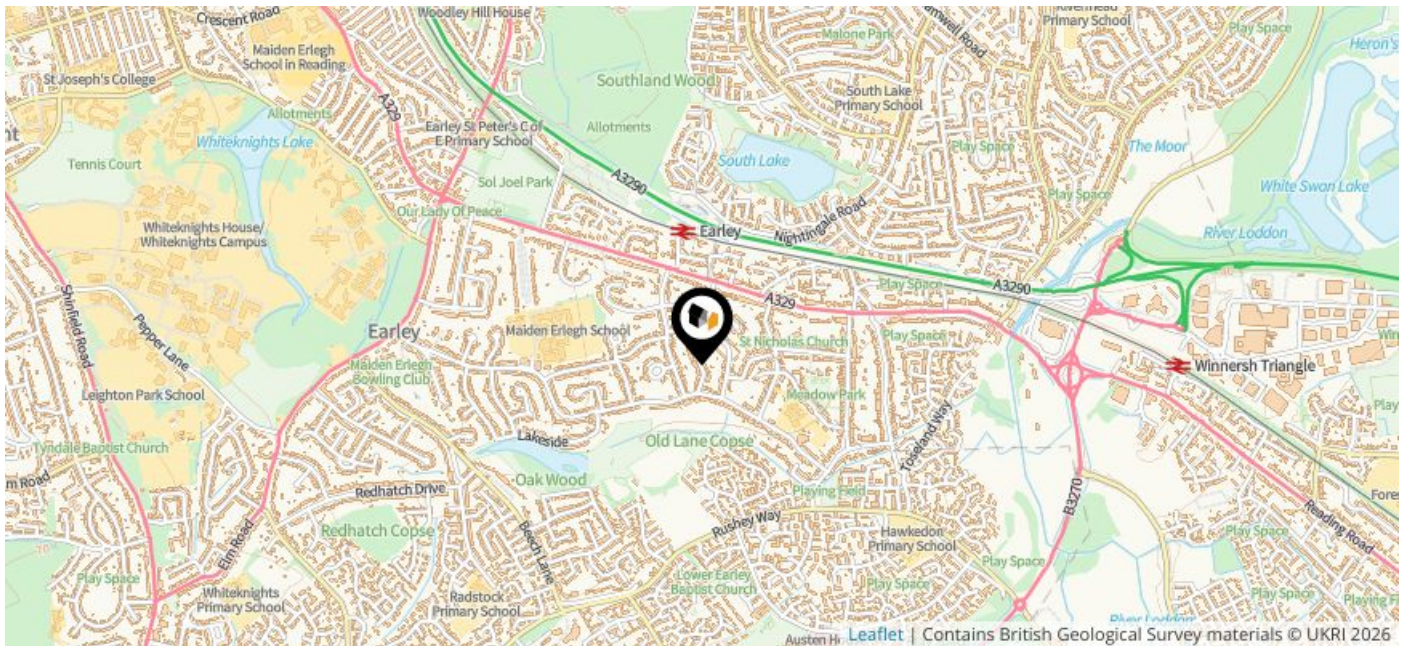 Crescent Road
Woodley Hill House
Maiden Erlegh
School in Reading
St Joseph's College
A329
Allotments
Whiteknights Lake
Tennis Court
Earley St Peter's C of
E Primary School
Sol Joel Park
Our Lady Of Peace
Whiteknights House/
Whiteknights Campus
Southland Wood
Allotments
South Lake
A3290
Earley
Nightingale Road
Malone Park
Primary School
South Lake
Primary School
Play Space
Play Space
Play Space
The Moor
Heron's
White Swan Lake
River Loddon
A3290
Play Space
A329
Shinfield Road
Pepper Lane
Earley
Maiden Erlegh School
St Nicholas Church
Play Space
Winnersh Triangle
Maiden Erlegh
Bowling Club
Leighton Park School
Meadow Park
Play
Tyndale Baptist Church
Lakeside
Old Lane Copse
Toseland Way
m Road
Oak Wood
Redhatch Drive
Playing Field
B3270
Reading Road
Redhatch Copse
Beech Lane
Rushey Way
Hawkedon
Primary School
Play Space
Elm Road
Play Space
Play Space
Whiteknights
Primary School
Radstock
Primary School
Lower Earley
Baptist Church
Play Space
Play Space
River Loddon
Leaflet | Contains British Geological Survey materials © UKRI 2026